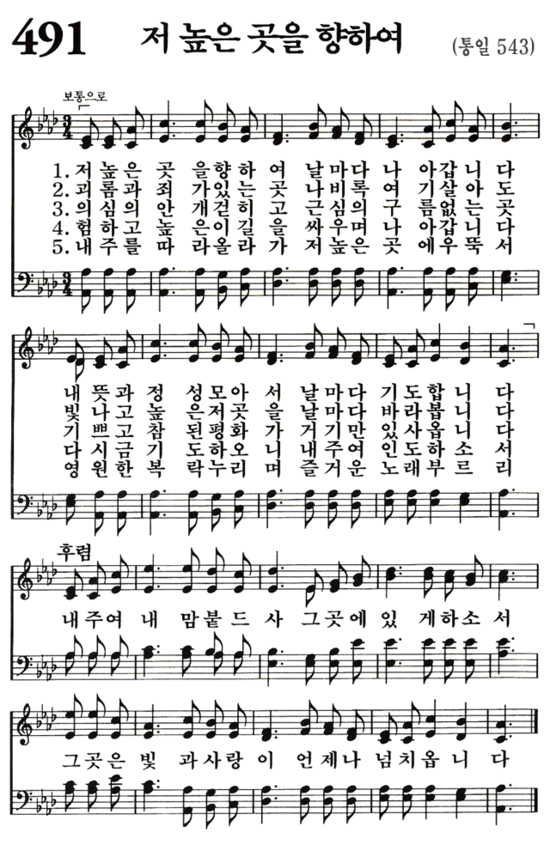 491 저 높은 곳을 향하여 (통일 543)
보통으로
1. 저 높은 곳 을향 하 여 날 마 다 나 아갑 니 다
2. 괴 롬 과 죄 가있 는 곳 나 비 록 여 기살 아 도
3. 의 심 의 안 개걷 히 고 근 심 의 구 름없 는 곳
4. 험 하 고 높 은이 길 을 싸 우 며 나 아갑 니 다
5. 내 주 를 따 라올 라 가 저 높 은 곳 에우 뚝 서
내 뜻 과 정 성모 아 서 날 마 다 기 도합 니 다
빛 나 고 높 은저 곳 을 날 마 다 바 라봅 니 다
기 쁘 고 참 된평 화 가 거 기 만 있 사옵 니 다
다 시 금 기 도하 오 니 내 주 여 인 도하 소 서
영 원 한 복 락누 리 며 즐 거 운 노 래부 르 리
후렴
내 주 여 내 맘 붙 드 사 그 곳 에 있 게 하 소 서
그 곳 은 빛 과 사 랑 이 언 제 나 넘 치 옵 니 다